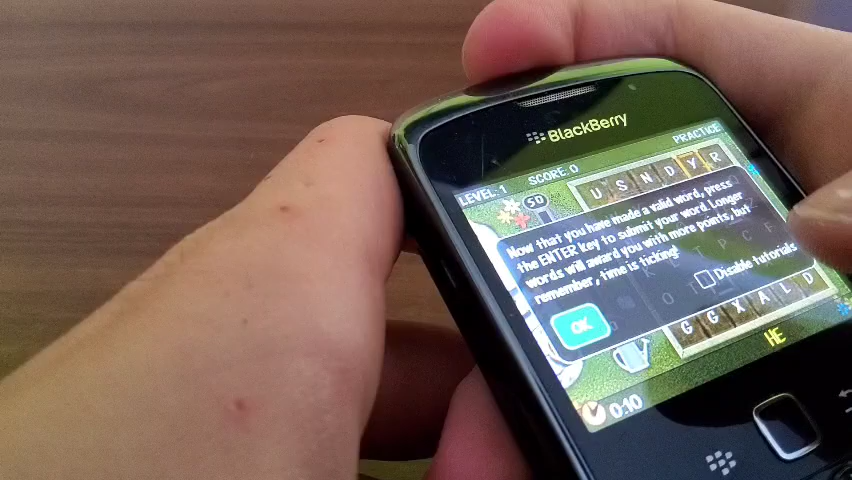 BlackBerry
LEVEL: 1 SCORE: 0 PRACTICE
5D
U S N D Y R
Now that you have made a valid word, press
the ENTER key to submit your word. Longer
words will award you with more points, but
remember, time is ticking!
Disable tutorials
OK
G G X A L D
HE
0:10